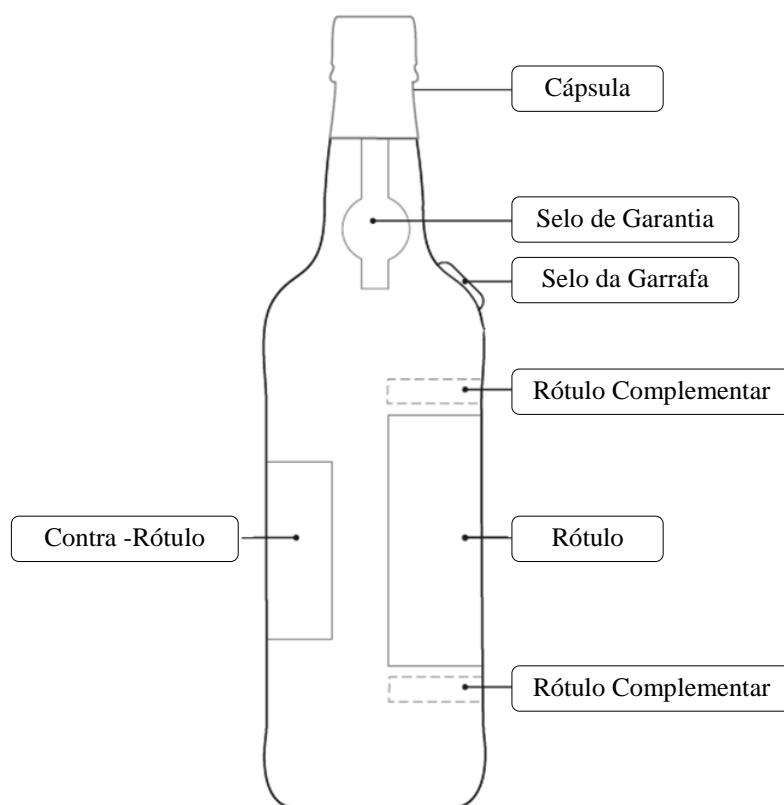 Cápsula
Selo de Garantia
Selo da Garrafa
Rótulo Complementar
Contra -Rótulo
Rótulo
Rótulo Complementar